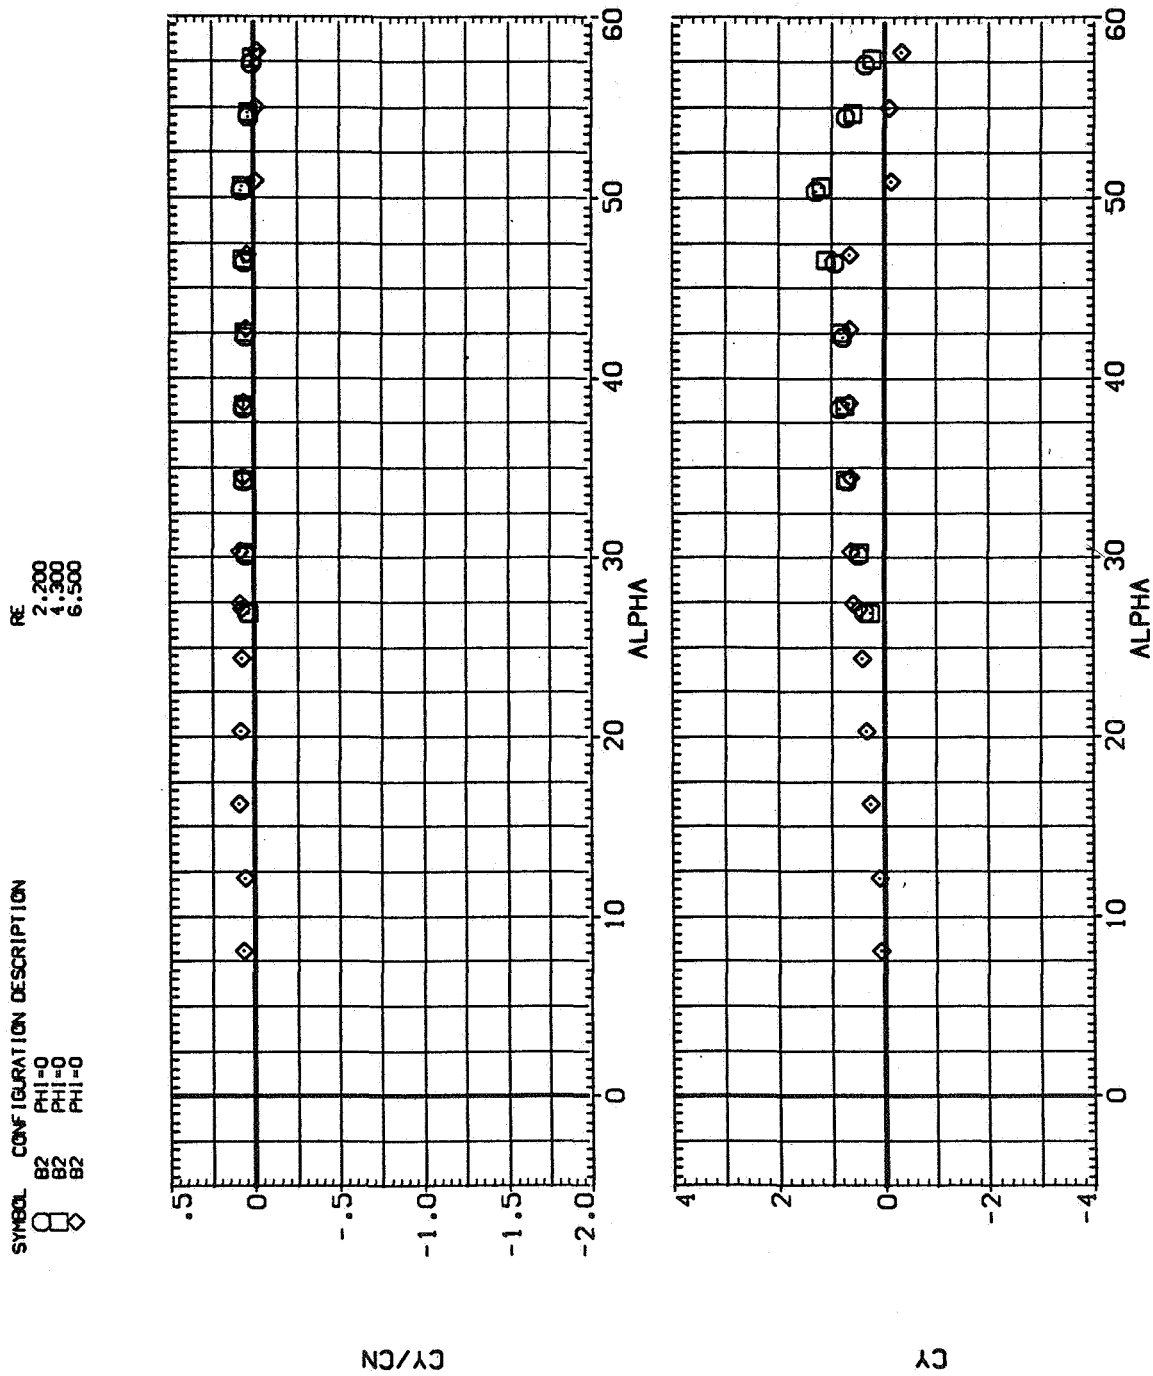 SYMBOL CONFIGURATION DESCRIPTION RE
B2 PHI=0 2.200
B2 PHI=0 4.300
B2 PHI=0 6.500
CY/CN
.5
0
-.5
-1.0
-1.5
-2.0
0 10 20 30 40 50 60
ALPHA
CY
4
2
0
-2
-4
0 10 20 30 40 50 60
ALPHA